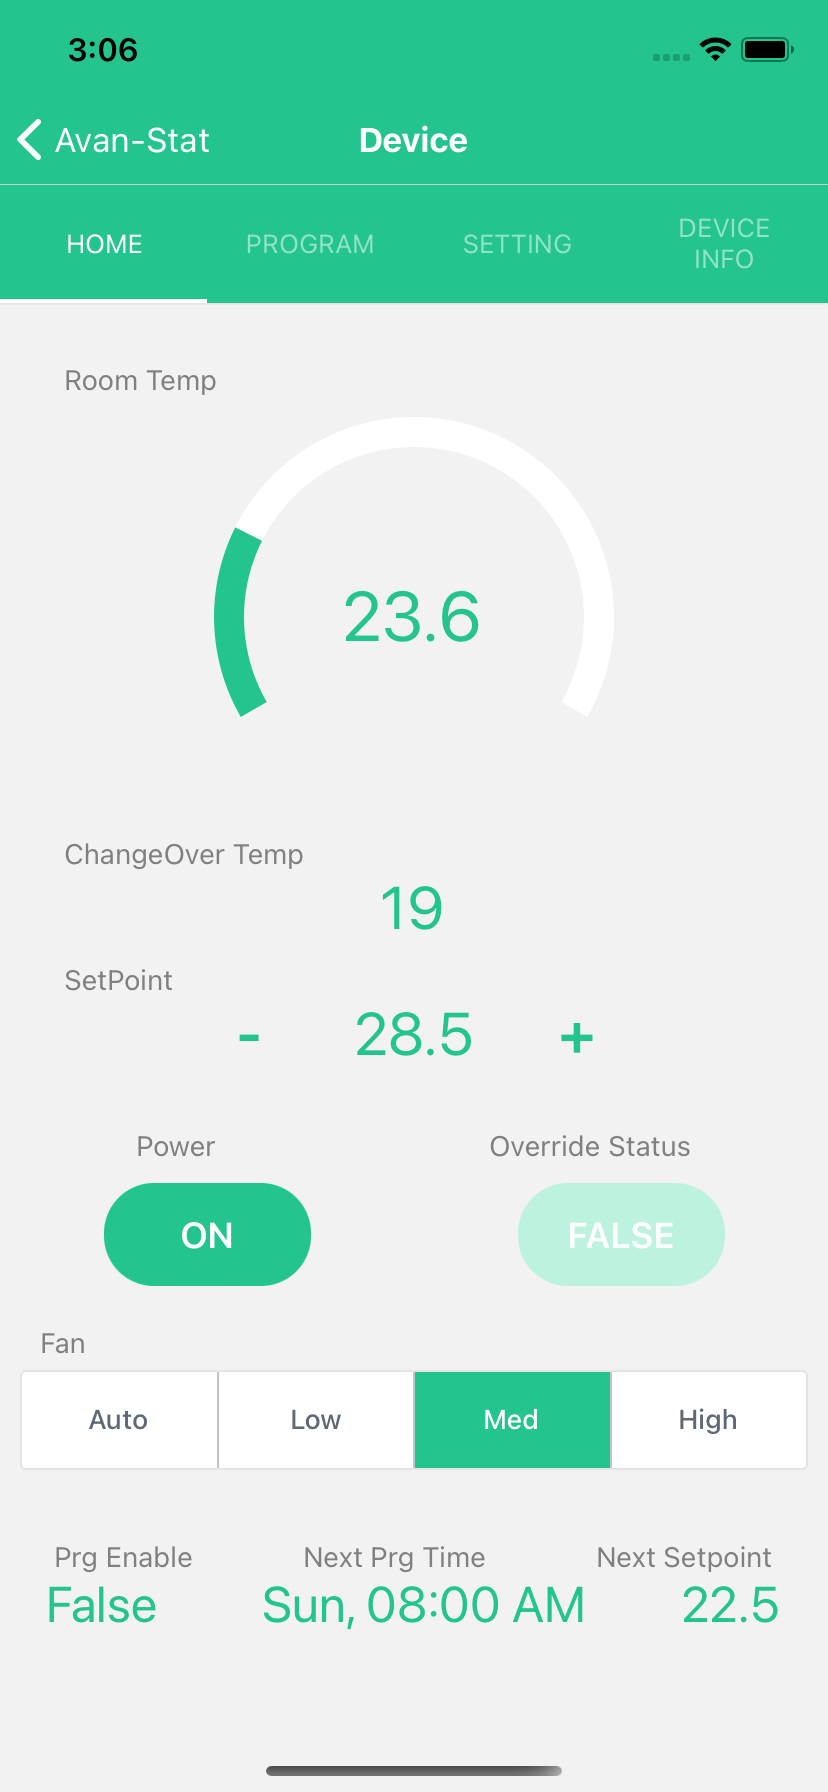 3:06
Avan-Stat
Device
HOME
PROGRAM
SETTING
DEVICE
INFO
Room Temp
23.6
ChangeOver Temp
19
SetPoint
- 28.5 +
Power
Override Status
ON
FALSE
Fan
Auto
Low
Med
High
Prg Enable
Next Prg Time
Next Setpoint
False
Sun, 08:00 AM
22.5